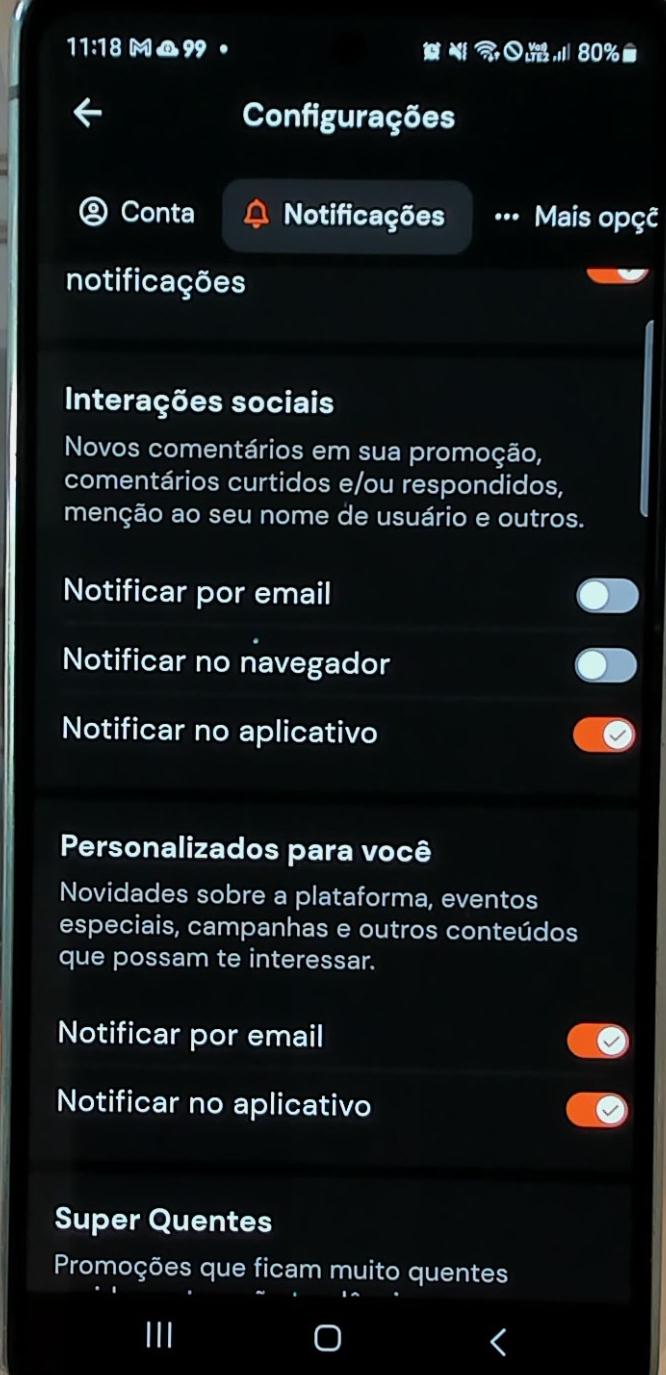 11:18 99
VoD LTE2 80%
Configurações
Conta Notificações Mais opçõ
notificações
Interações sociais
Novos comentários em sua promoção,
comentários curtidos e/ou respondidos,
menção ao seu nome de usuário e outros.
Notificar por email
Notificar no navegador
Notificar no aplicativo
Personalizados para você
Novidades sobre a plataforma, eventos
especiais, campanhas e outros conteúdos
que possam te interessar.
Notificar por email
Notificar no aplicativo
Super Quentes
Promoções que ficam muito quentes